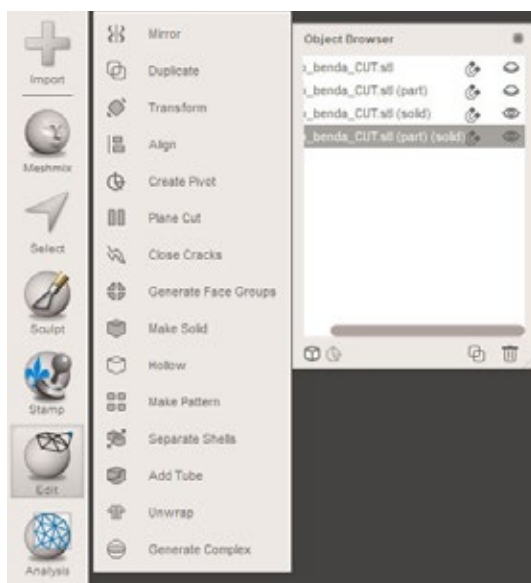 Import
Meshmix
Select
Sculpt
Stamp
Edit
Analysis
Mirror
Duplicate
Transform
Align
Create Pivot
Plane Cut
Close Cracks
Generate Face Groups
Make Solid
Hollow
Make Pattern
Separate Shells
Add Tube
Unwrap
Generate Complex
Object Browser
_benda_CUT.stl
_benda_CUT.stl (part)
_benda_CUT.stl (solid)
_benda_CUT.stl (part) (solid)